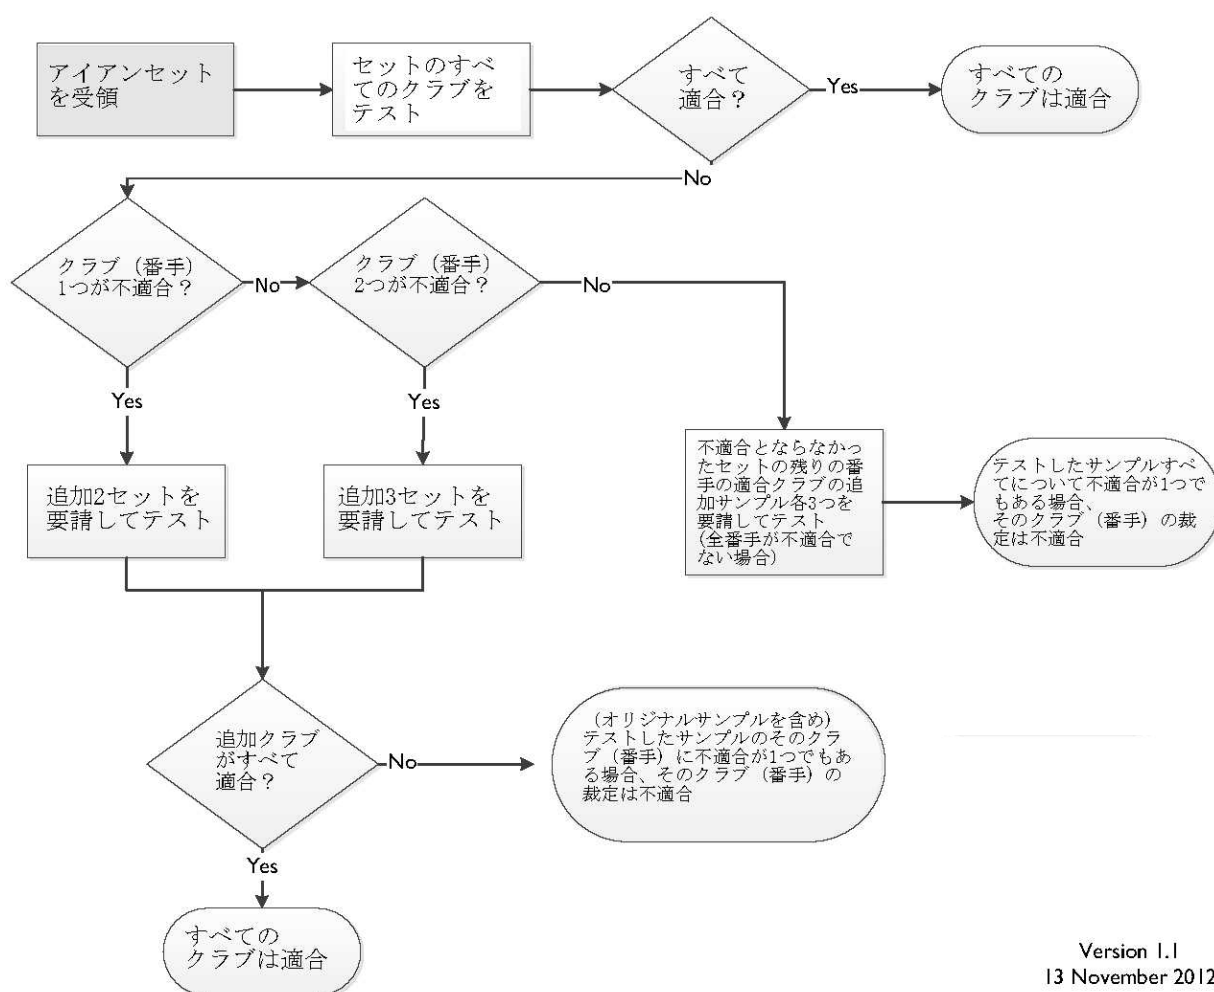 アイアンセット
を受領
セットのすべ
てのクラブを
テスト
すべて
適合？
Yes
すべての
クラブは適合
No
クラブ（番手）
1つが不適合？
No
クラブ（番手）
2つが不適合？
No
Yes
Yes
追加2セットを
要請してテスト
追加3セットを
要請してテスト
不適合とならなかっ
たセットの残りの番
手の適合クラブの追
加サンプル各3つを
要請してテスト
（全番手が不適合で
ない場合）
テストしたサンプルすべ
てについて不適合が1つで
もある場合、
そのクラブ（番手）の裁
定は不適合
追加クラブ
がすべて
適合？
No
（オリジナルサンプルを含め）
テストしたサンプルのそのクラ
ブ（番手）に不適合が1つでもあ
る場合、そのクラブ（番手）の
裁定は不適合
Yes
すべての
クラブは適合
Version 1.1
13 November 2012